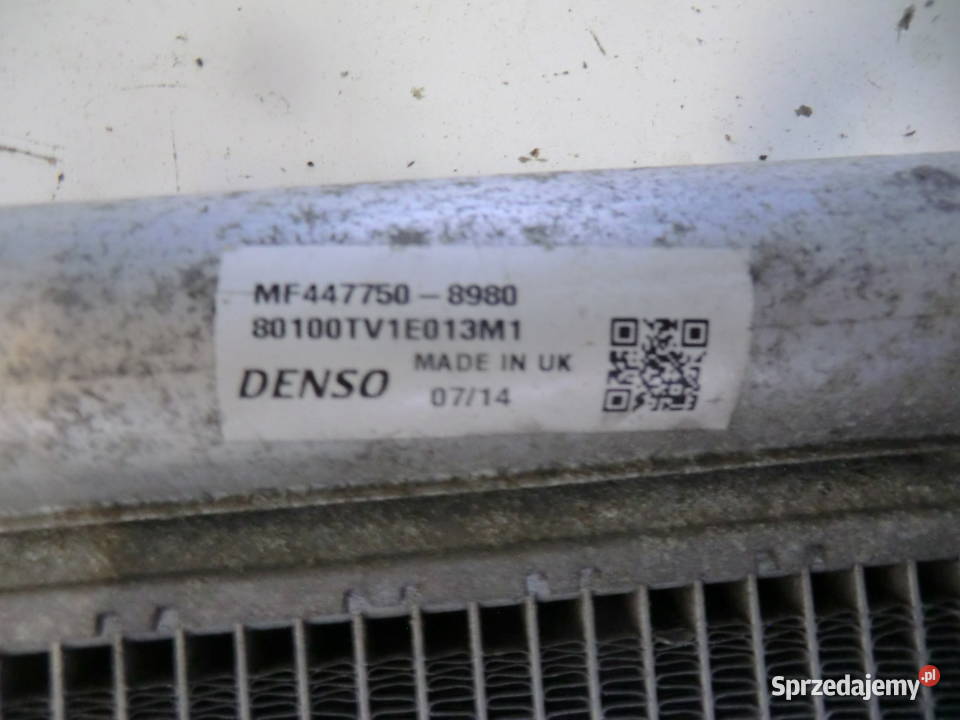 MF447750-8980
80100TV1E013M1
DENSO MADE IN UK
07/14
Sprzedajemy.pl